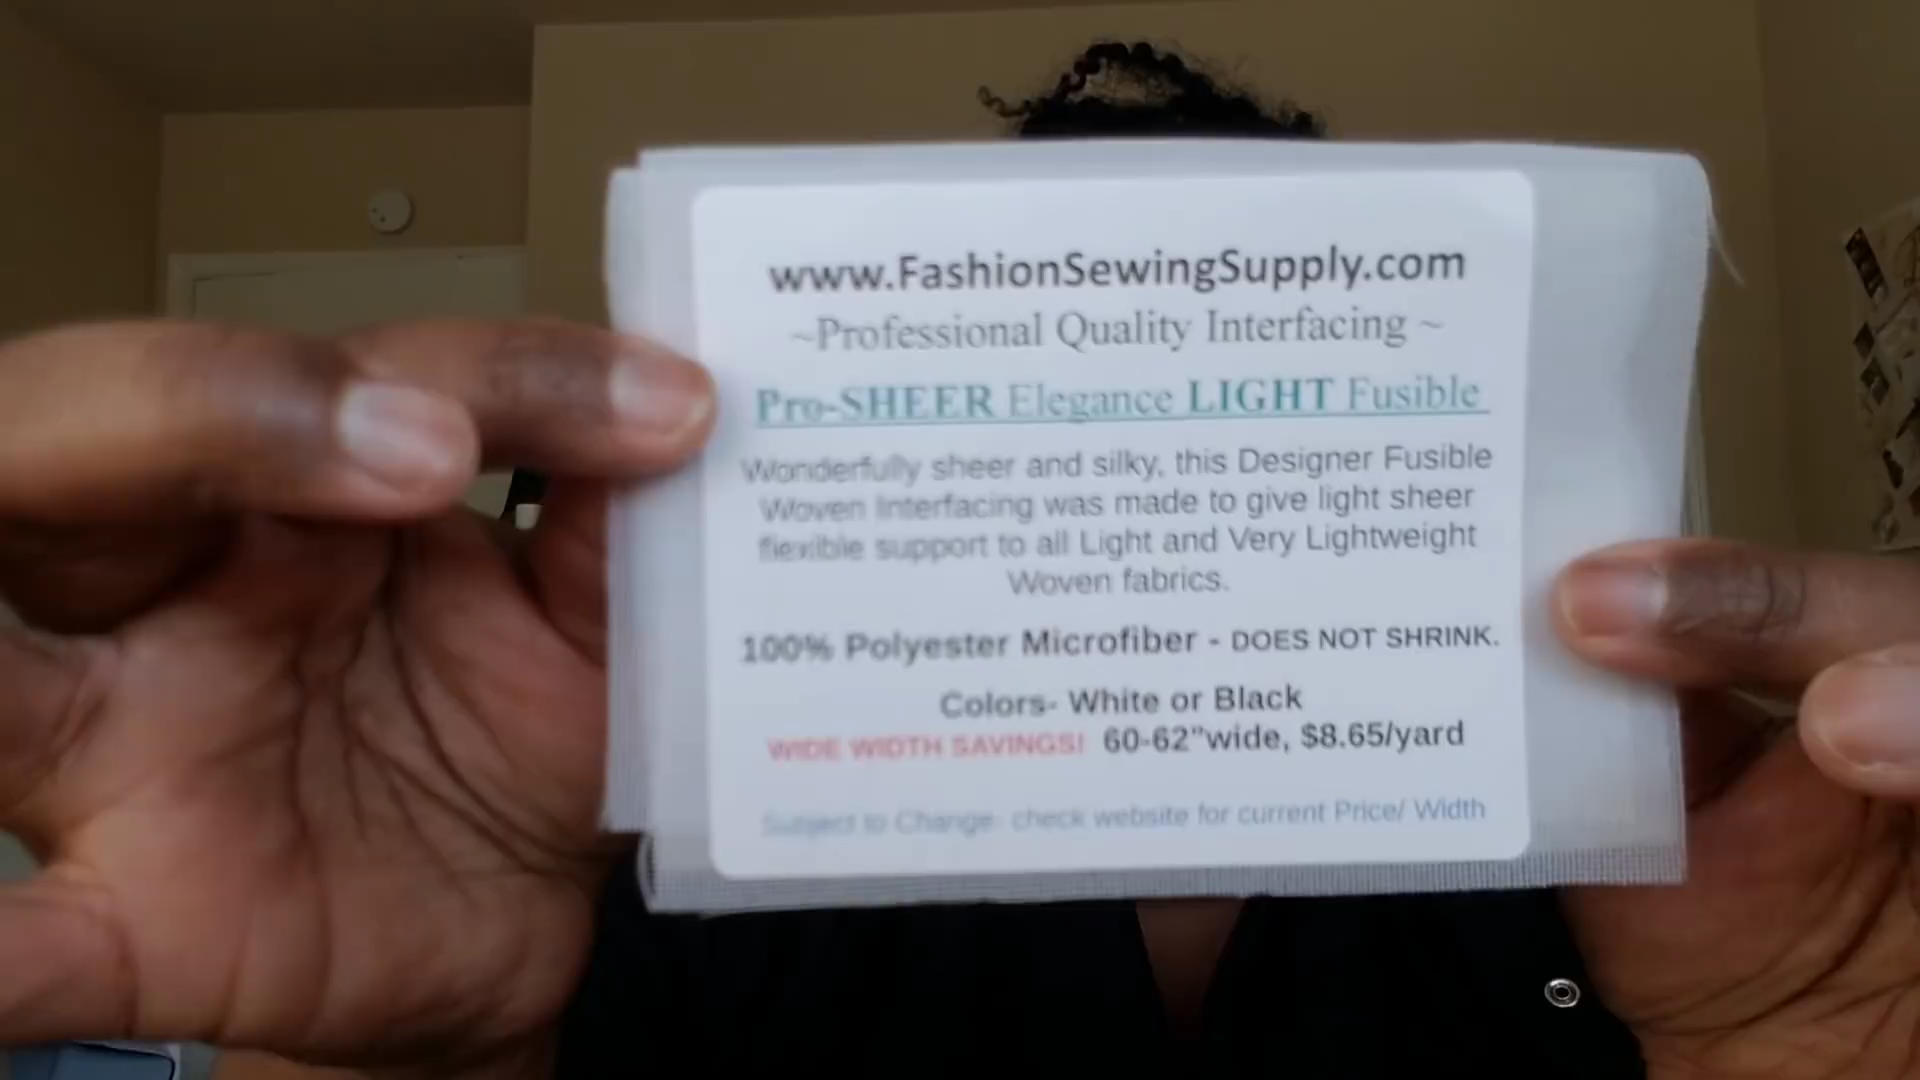 www.FashionSewingSupply.com
~Professional Quality Interfacing ~
Pro-SHEER Elegance LIGHT Fusible
Wonderfully sheer and silky, this Designer Fusible
Woven Interfacing was made to give light sheer
flexible support to all Light and Very Lightweight
Woven fabrics.
100% Polyester Microfiber - DOES NOT SHRINK.
Colors- White or Black
WIDE WIDTH SAVINGS! 60-62"wide, $8.65/yard
Subject to Change- check website for current Price/ Width